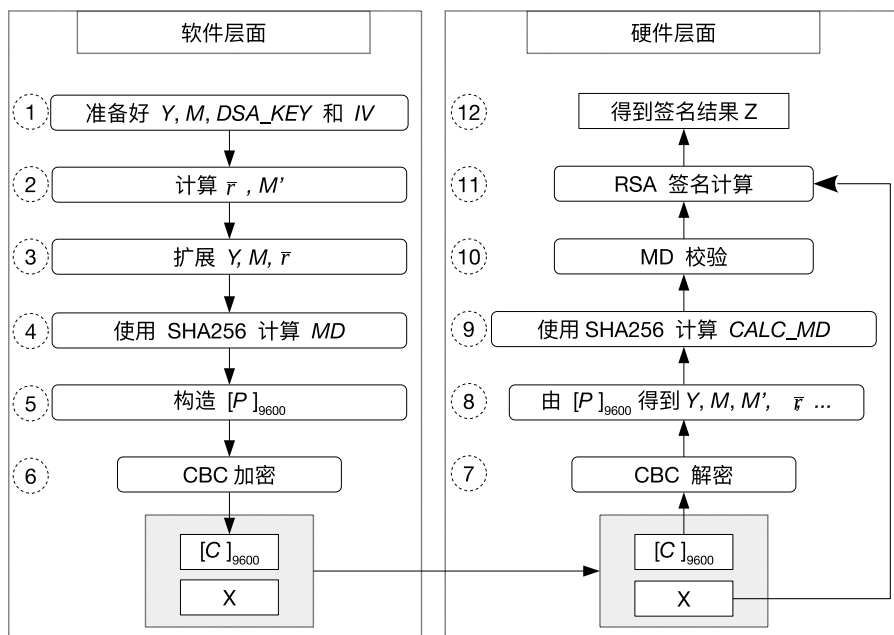 软件层面
① 准备好 Y, M, DSA_KEY 和 IV
② 计算 r̅ , M’
③ 扩展 Y, M, r̅
④ 使用 SHA256 计算 MD
⑤ 构造 [P ]9600
⑥ CBC 加密
[C ]9600
X
硬件层面
⑫ 得到签名结果 Z
⑪ RSA 签名计算
⑩ MD 校验
⑨ 使用 SHA256 计算 CALC_MD
⑧ 由 [P ]9600 得到 Y, M, M’, r̅, ...
⑦ CBC 解密
[C ]9600
X